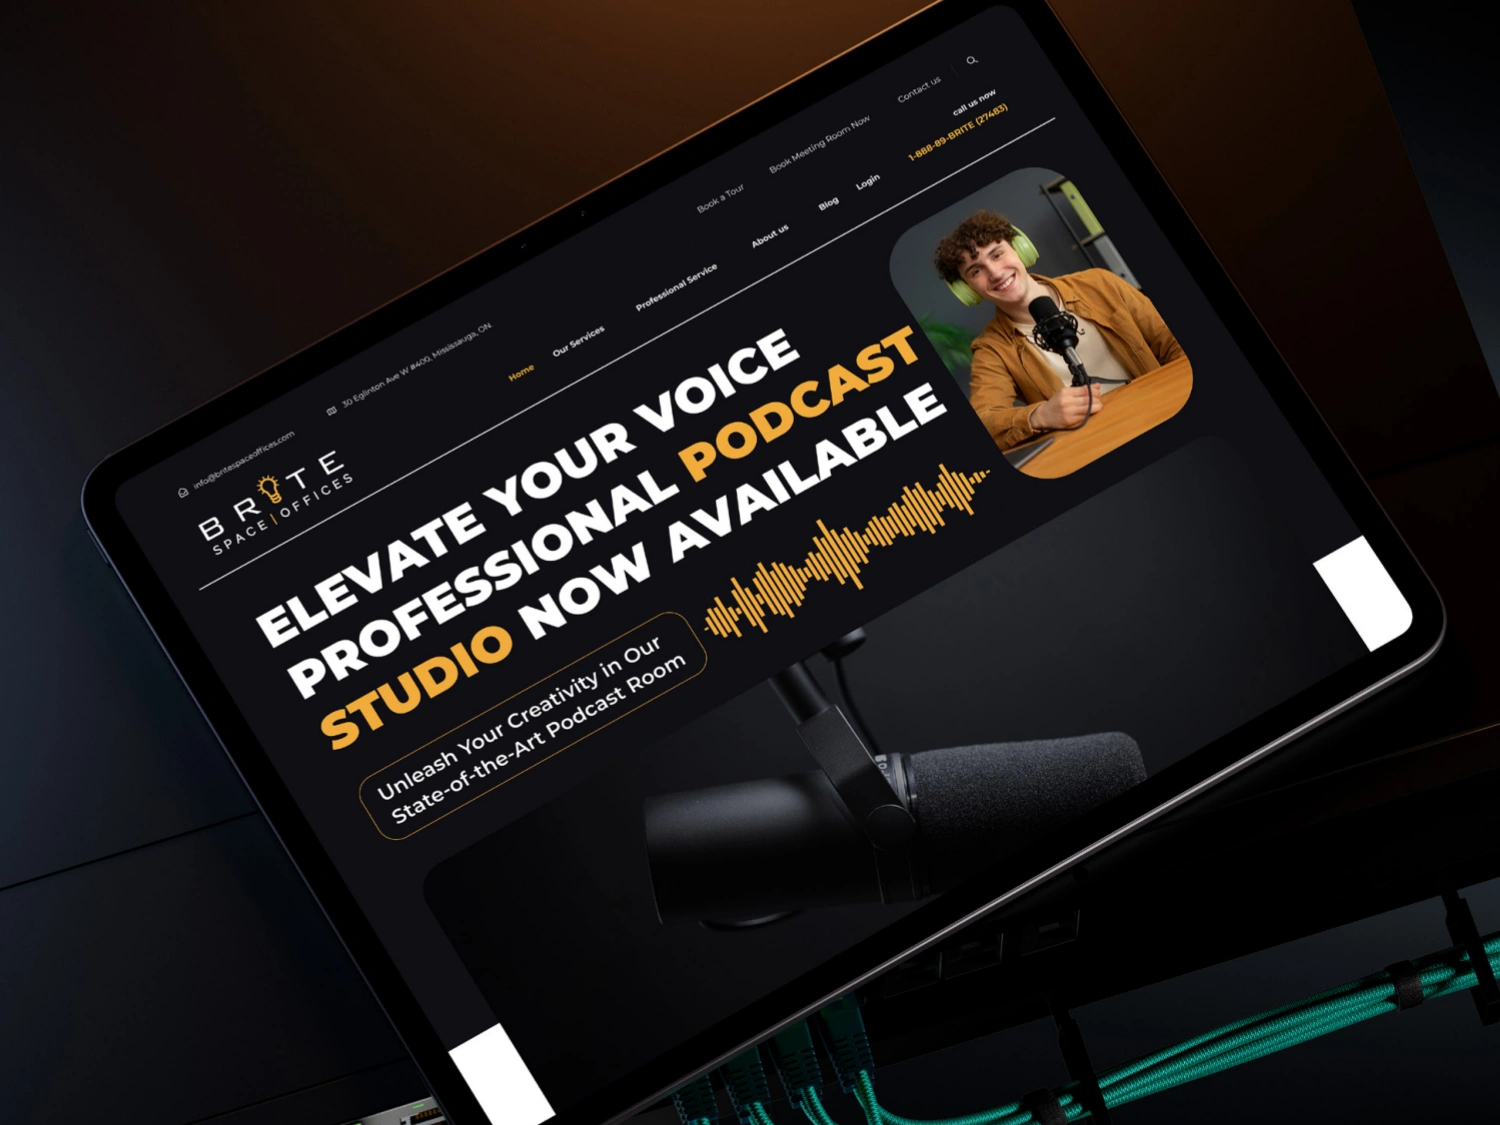 info@britespaceoffices.com
30 Eglinton Ave W #400, Mississauga, ON.
Book a Tour
Book Meeting Room Now
Contact us
BRITE
SPACE|OFFICES
Home
Our Services
Professional Service
About us
Blog
Login
call us now
1-888-89-BRITE (27483)
ELEVATE YOUR VOICE
PROFESSIONAL PODCAST
STUDIO NOW AVAILABLE
Unleash Your Creativity in Our
State-of-the-Art Podcast Room